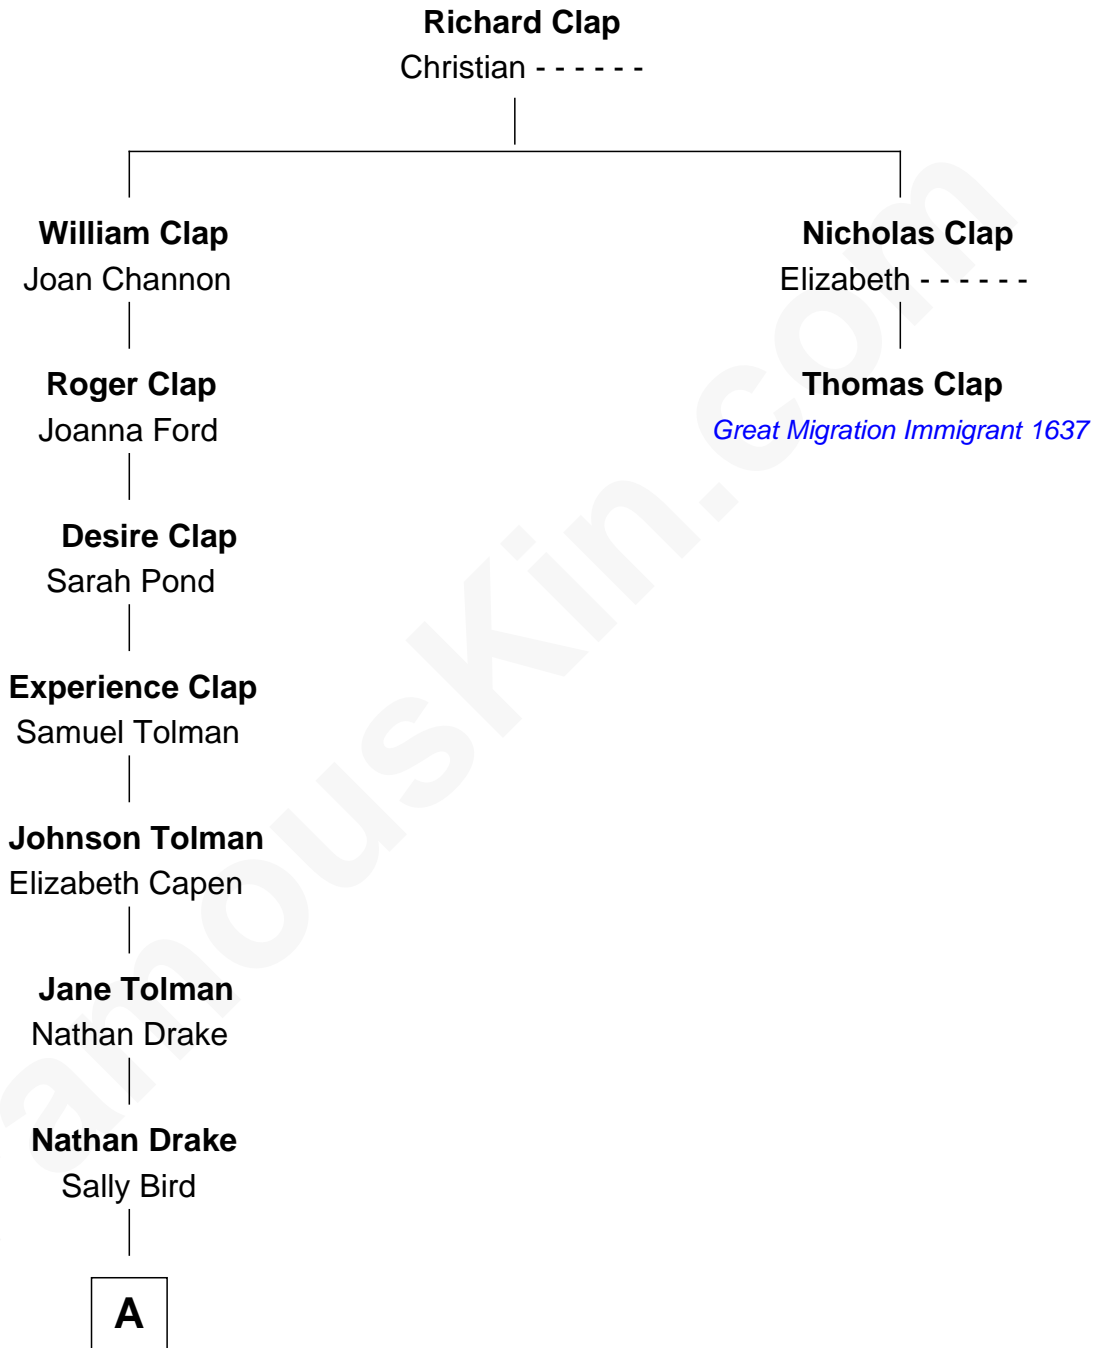 Richard Clap
Christian - - - - - -
William Clap
Joan Channon
Nicholas Clap
Elizabeth - - - - - -
Roger Clap
Joanna Ford
Thomas Clap
Great Migration Immigrant 1637
Desire Clap
Sarah Pond
Experience Clap
Samuel Tolman
Johnson Tolman
Elizabeth Capen
Jane Tolman
Nathan Drake
Nathan Drake
Sally Bird
A
amouskin.com